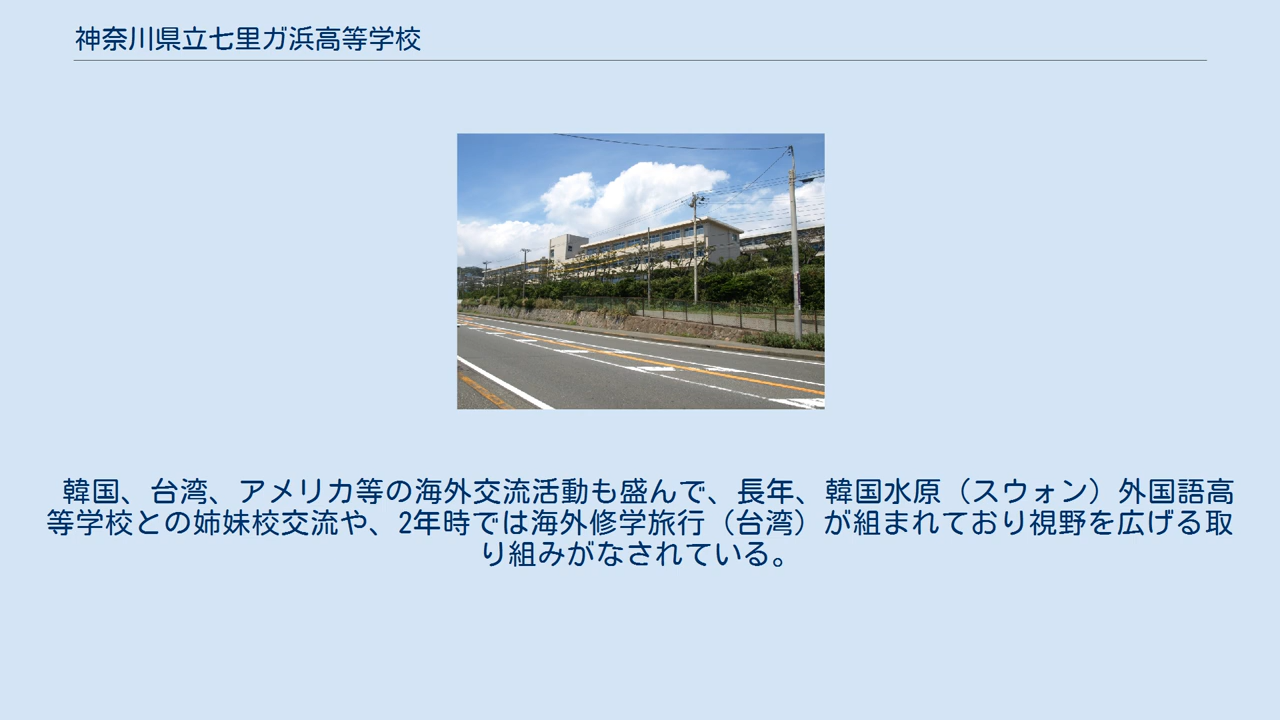 神奈川県立七里ガ浜高等学校
韓国、台湾、アメリカ等の海外交流活動も盛んで、長年、韓国水原（スウォン）外国語高
等学校との姉妹校交流や、2年時では海外修学旅行（台湾）が組まれており視野を広げる取
り組みがなされている。